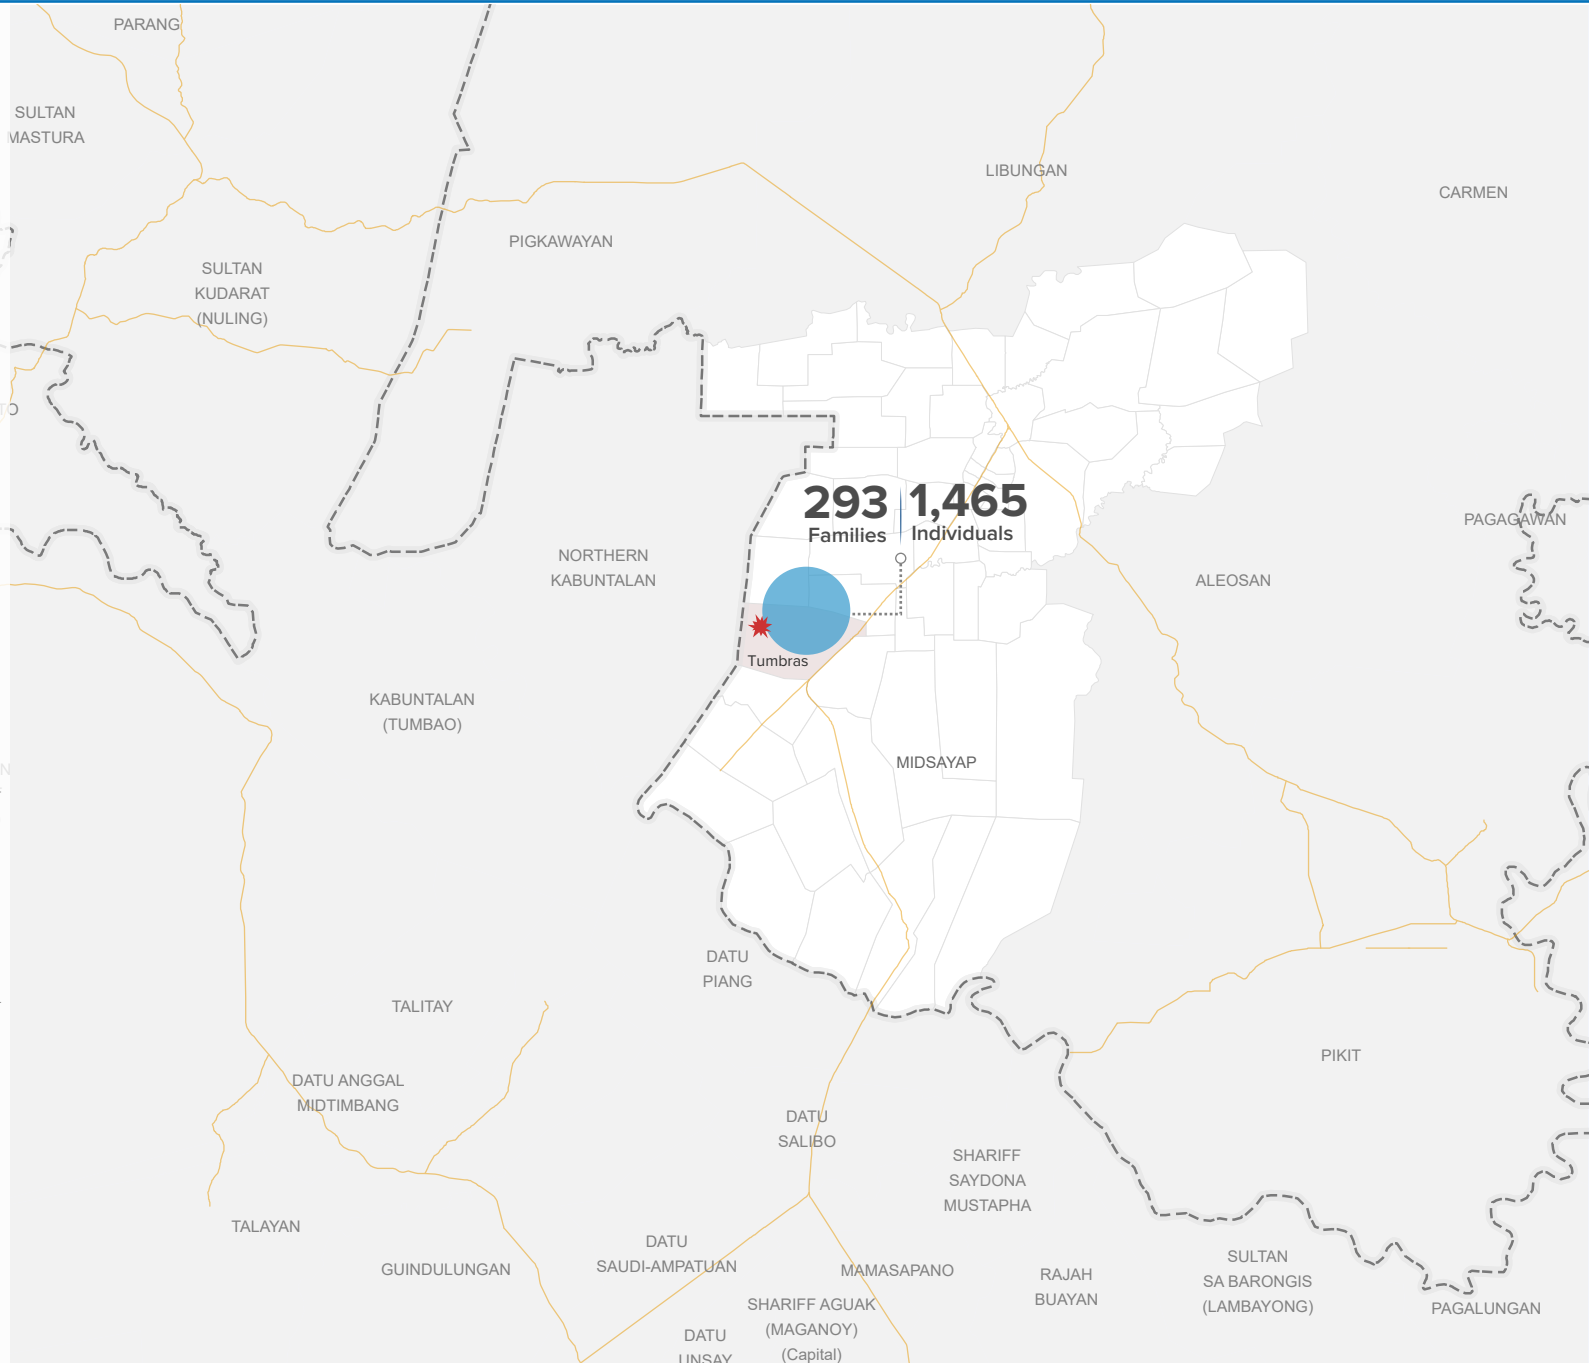 PARANG
SULTAN
MASTURA
LIBUNGAN
CARMEN
PIGKAWAYAN
SULTAN
KUDARAT
(NULING)
TO
293
Families
1,465
Individuals
PAGAGAWAN
NORTHERN
KABUNTALAN
ALEOSAN
Tumbras
KABUNTALAN
(TUMBAO)
MIDSAYAP
DATU
PIANG
TALITAY
PIKIT
DATU ANGGAL
MIDTIMBANG
DATU
SALIBO
SHARIFF
SAYDONA
MUSTAPHA
TALAYAN
DATU
SAUDI-AMPATUAN
GUINDULUNGAN
MAMASAPANO
RAJAH
BUAYAN
SULTAN
SA BARONGIS
(LAMBAYONG)
SHARIFF AGUAK
(MAGANOY)
(Capital)
PAGALUNGAN
DATU
UNSAY